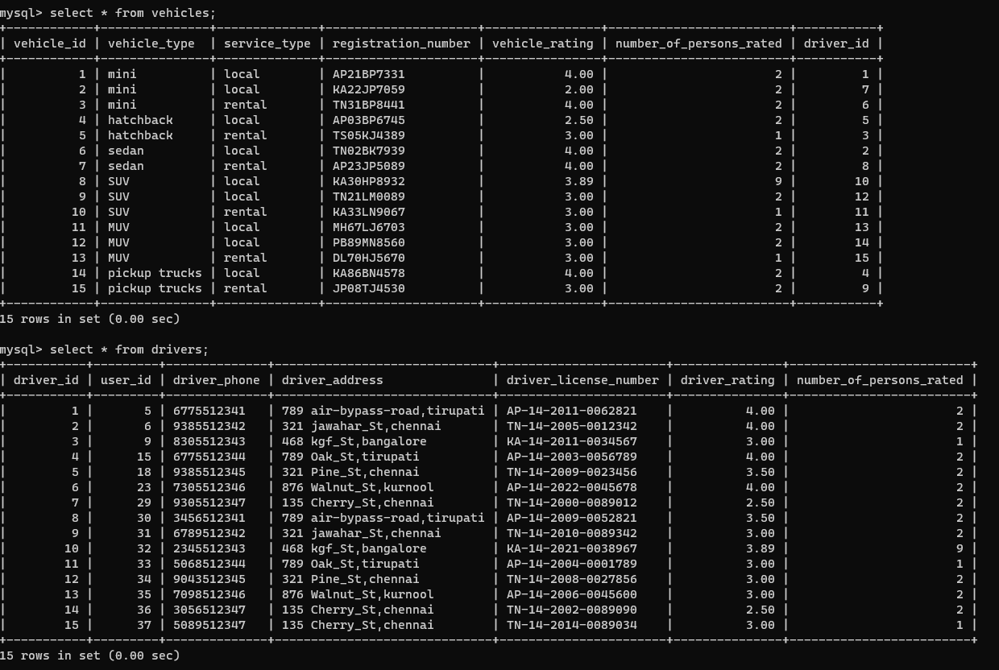 mysql> select * from vehicles;
+------------+---------------+--------------+---------------------+----------------+-------------------------+-----------+
| vehicle_id | vehicle_type  | service_type | registration_number | vehicle_rating | number_of_persons_rated | driver_id |
+------------+---------------+--------------+---------------------+----------------+-------------------------+-----------+
|          1 | mini          | local        | AP21BP7331          |           4.00 |                       2 |         1 |
|          2 | mini          | local        | KA22JP7059          |           2.00 |                       2 |         7 |
|          3 | mini          | rental       | TN31BP8441          |           4.00 |                       2 |         6 |
|          4 | hatchback     | local        | AP03BP6745          |           2.50 |                       2 |         5 |
|          5 | hatchback     | rental       | TS05KJ4389          |           3.00 |                       1 |         3 |
|          6 | sedan         | local        | TN02BK7939          |           4.00 |                       2 |         2 |
|          7 | sedan         | rental       | AP23JP5089          |           4.00 |                       2 |         8 |
|          8 | SUV           | local        | KA30HP8932          |           3.89 |                       9 |        10 |
|          9 | SUV           | local        | TN21LM0089          |           3.00 |                       2 |        12 |
|         10 | SUV           | rental       | KA33LN9067          |           3.00 |                       1 |        11 |
|         11 | MUV           | local        | MH67LJ6703          |           3.00 |                       2 |        13 |
|         12 | MUV           | local        | PB89MN8560          |           3.00 |                       2 |        14 |
|         13 | MUV           | rental       | DL70HJ5670          |           3.00 |                       1 |        15 |
|         14 | pickup trucks | local        | KA86BN4578          |           4.00 |                       2 |         4 |
|         15 | pickup trucks | rental       | JP08TJ4530          |           3.00 |                       2 |         9 |
+------------+---------------+--------------+---------------------+----------------+-------------------------+-----------+
15 rows in set (0.00 sec)
mysql> select * from drivers;
+-----------+---------+--------------+-----------------------------+-----------------------+---------------+-------------------------+
| driver_id | user_id | driver_phone | driver_address              | driver_license_number | driver_rating | number_of_persons_rated |
+-----------+---------+--------------+-----------------------------+-----------------------+---------------+-------------------------+
|         1 |       5 | 6775512341   | 789 air-bypass-road,tirupati | AP-14-2011-0062821    |          4.00 |                       2 |
|         2 |       6 | 9385512342   | 321 jawahar_St,chennai      | TN-14-2005-0012342    |          4.00 |                       2 |
|         3 |       9 | 8305512343   | 468 kgf_St,bangalore        | KA-14-2011-0034567    |          3.00 |                       1 |
|         4 |      15 | 6775512344   | 789 Oak_St,tirupati         | AP-14-2003-0056789    |          4.00 |                       2 |
|         5 |      18 | 9385512345   | 321 Pine_St,chennai         | TN-14-2009-0023456    |          3.50 |                       2 |
|         6 |      23 | 7305512346   | 876 Walnut_St,kurnool       | AP-14-2022-0045678    |          4.00 |                       2 |
|         7 |      29 | 9305512347   | 135 Cherry_St,chennai       | TN-14-2000-0089012    |          2.50 |                       2 |
|         8 |      30 | 3456512341   | 789 air-bypass-road,tirupati | AP-14-2009-0052821    |          3.50 |                       2 |
|         9 |      31 | 6789512342   | 321 jawahar_St,chennai      | TN-14-2010-0089342    |          3.00 |                       2 |
|        10 |      32 | 2345512343   | 468 kgf_St,bangalore        | KA-14-2021-0038967    |          3.89 |                       9 |
|        11 |      33 | 5068512344   | 789 Oak_St,tirupati         | AP-14-2004-0001789    |          3.00 |                       1 |
|        12 |      34 | 9043512345   | 321 Pine_St,chennai         | TN-14-2008-0027856    |          3.00 |                       2 |
|        13 |      35 | 7098512346   | 876 Walnut_St,kurnool       | AP-14-2006-0045600    |          3.00 |                       2 |
|        14 |      36 | 3056512347   | 135 Cherry_St,chennai       | TN-14-2002-0089090    |          2.50 |                       2 |
|        15 |      37 | 5089512347   | 135 Cherry_St,chennai       | TN-14-2014-0089034    |          3.00 |                       1 |
+-----------+---------+--------------+-----------------------------+-----------------------+---------------+-------------------------+
15 rows in set (0.00 sec)